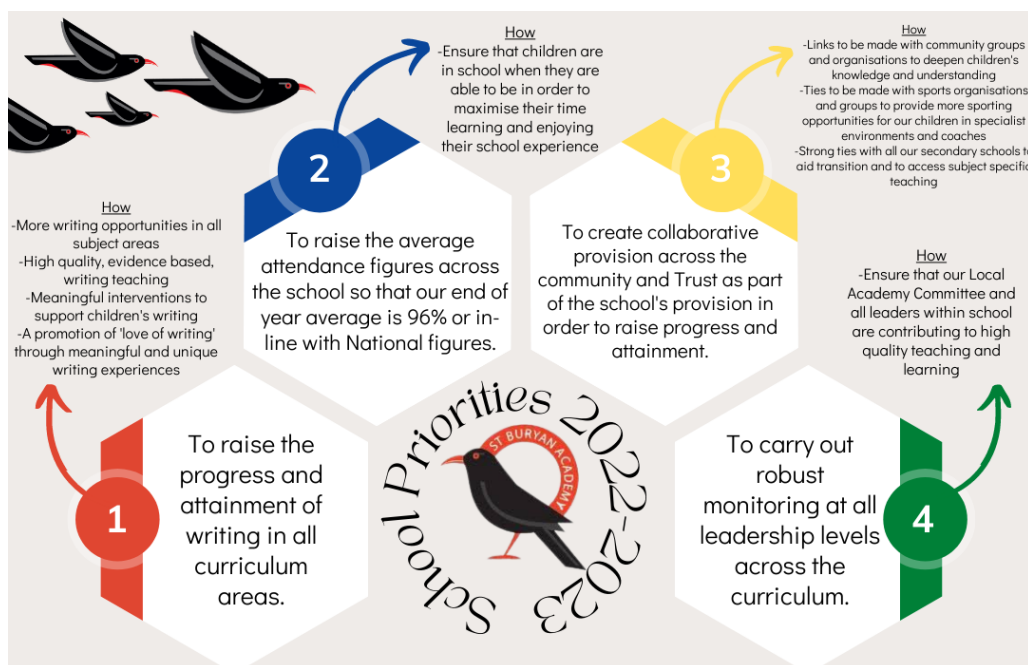 How
-More writing opportunities in all
subject areas
-High quality, evidence based,
writing teaching
-Meaningful interventions to
support children's writing
-A promotion of 'love of writing'
through meaningful and unique
writing experiences
1
To raise the
progress and
attainment of
writing in all
curriculum
areas.
How
-Ensure that children are
in school when they are
able to be in order to
maximise their time
learning and enjoying
their school experience
2
To raise the average
attendance figures across
the school so that our end of
year average is 96% or in-
line with National figures.
How
-Links to be made with community groups
and organisations to deepen children's
knowledge and understanding
-Ties to be made with sports organisations
and groups to provide more sporting
opportunities for our children in specialist
environments and coaches
-Strong ties with all our secondary schools to
aid transition and to access subject specific
teaching
3
To create collaborative
provision across the
community and Trust as part
of the school's provision in
order to raise progress and
attainment.
How
-Ensure that our Local
Academy Committee and
all leaders within school
are contributing to high
quality teaching and
learning
4
To carry out
robust
monitoring at all
leadership levels
across the
curriculum.
School Priorities 2022-2023
ST BURYAN ACADEMY